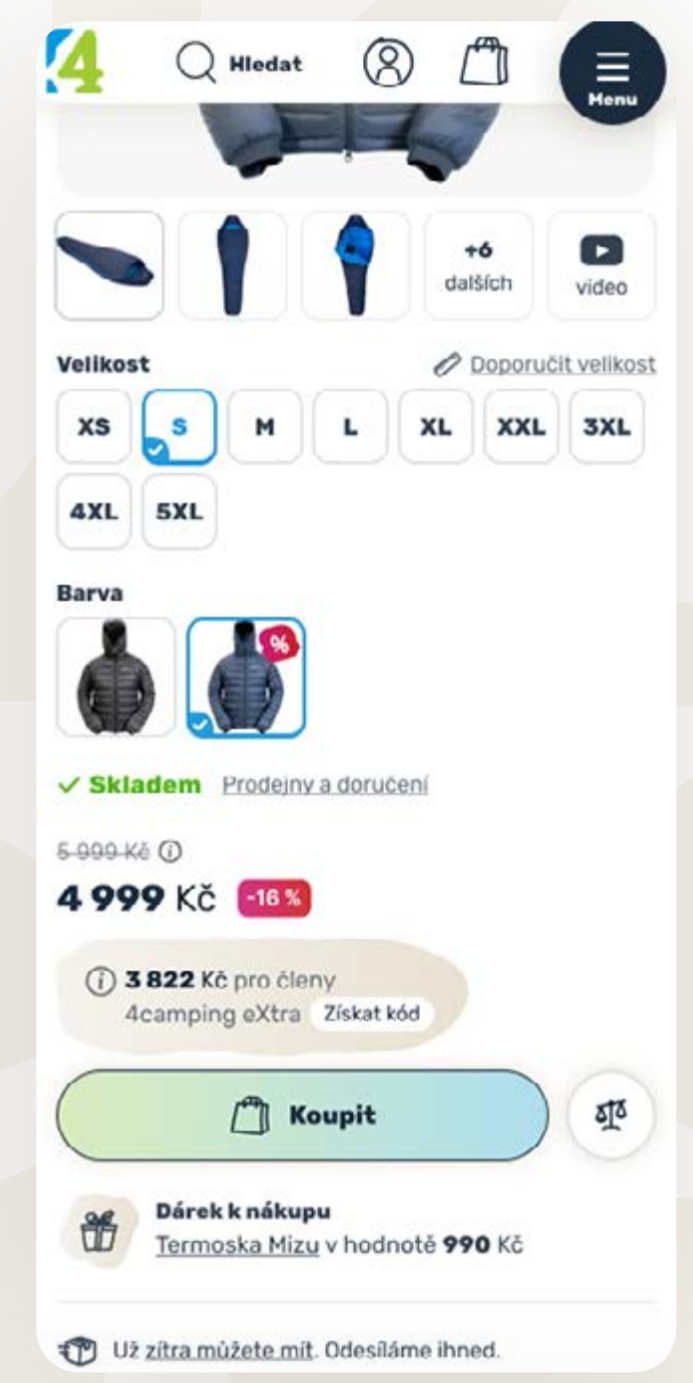 4
Hledat
Menu
+6
dalších
video
Velikost
Doporučit velikost
XS S M L XL XXL 3XL
4XL 5XL
Barva
%
Skladem Prodejny a doručení
5 999 Kč
4 999 Kč -16 %
3 822 Kč pro členy
4camping eXtra Získat kód
Koupit
Dárek k nákupu
Termoska Mizu v hodnotě 990 Kč
Už zítra můžete mít. Odesíláme ihned.